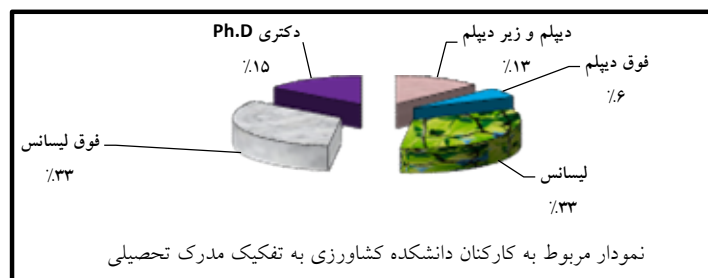 دیپلم و زیر دیپلم
٪۱۳
فوق دیپلم
٪۶
لیسانس
٪۳۳
فوق لیسانس
٪۳۳
دکتری Ph.D
٪۱۵
نمودار مربوط به کارکنان دانشکده کشاورزی به تفکیک مدرک تحصیلی